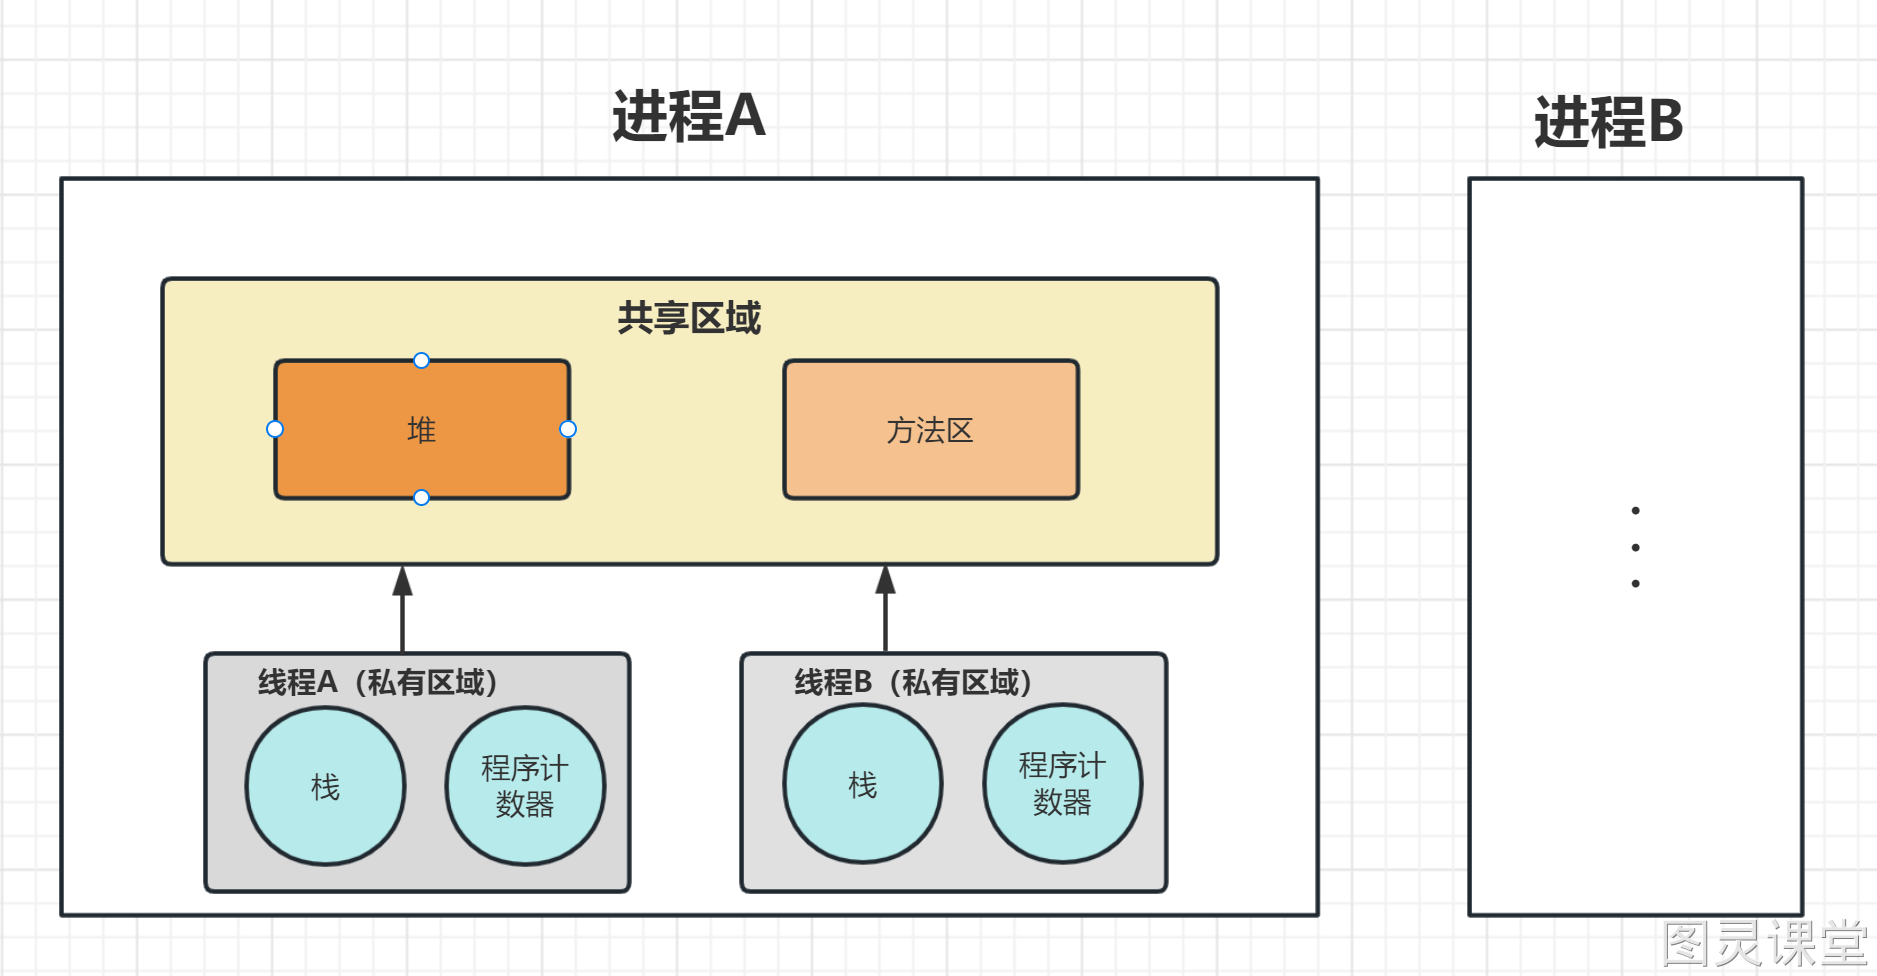 进程A
进程B
共享区域
堆
方法区
线程A（私有区域）
线程B（私有区域）
栈
程序计
数器
栈
程序计
数器
图灵课堂